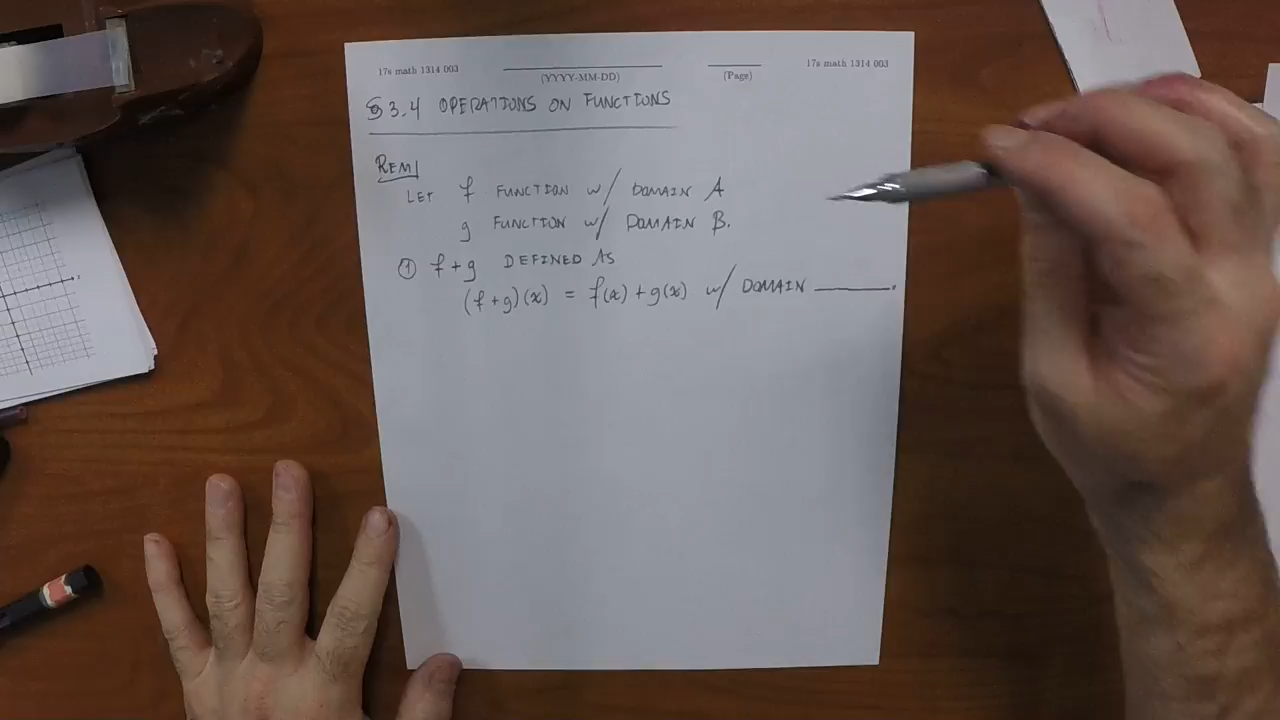 17s math 1314 003 (YYYY-MM-DD) (Page) 17s math 1314 003
§ 3.4 OPERATIONS ON FUNCTIONS
REM
LET f FUNCTION w/ DOMAIN A
g FUNCTION w/ DOMAIN B.
① f+g DEFINED AS
(f+g)(x) = f(x)+g(x) w/ DOMAIN ______.